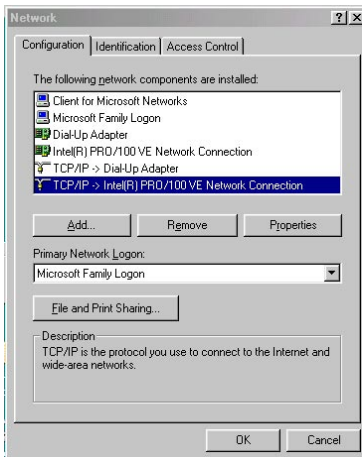 Network
Configuration Identification Access Control
The following network components are installed:
Client for Microsoft Networks
Microsoft Family Logon
Dial-Up Adapter
Intel(R) PRO/100 VE Network Connection
TCP/IP -> Dial-Up Adapter
TCP/IP -> Intel(R) PRO/100 VE Network Connection
Add... Remove Properties
Primary Network Logon:
Microsoft Family Logon
File and Print Sharing...
Description
TCP/IP is the protocol you use to connect to the Internet and
wide-area networks.
OK Cancel